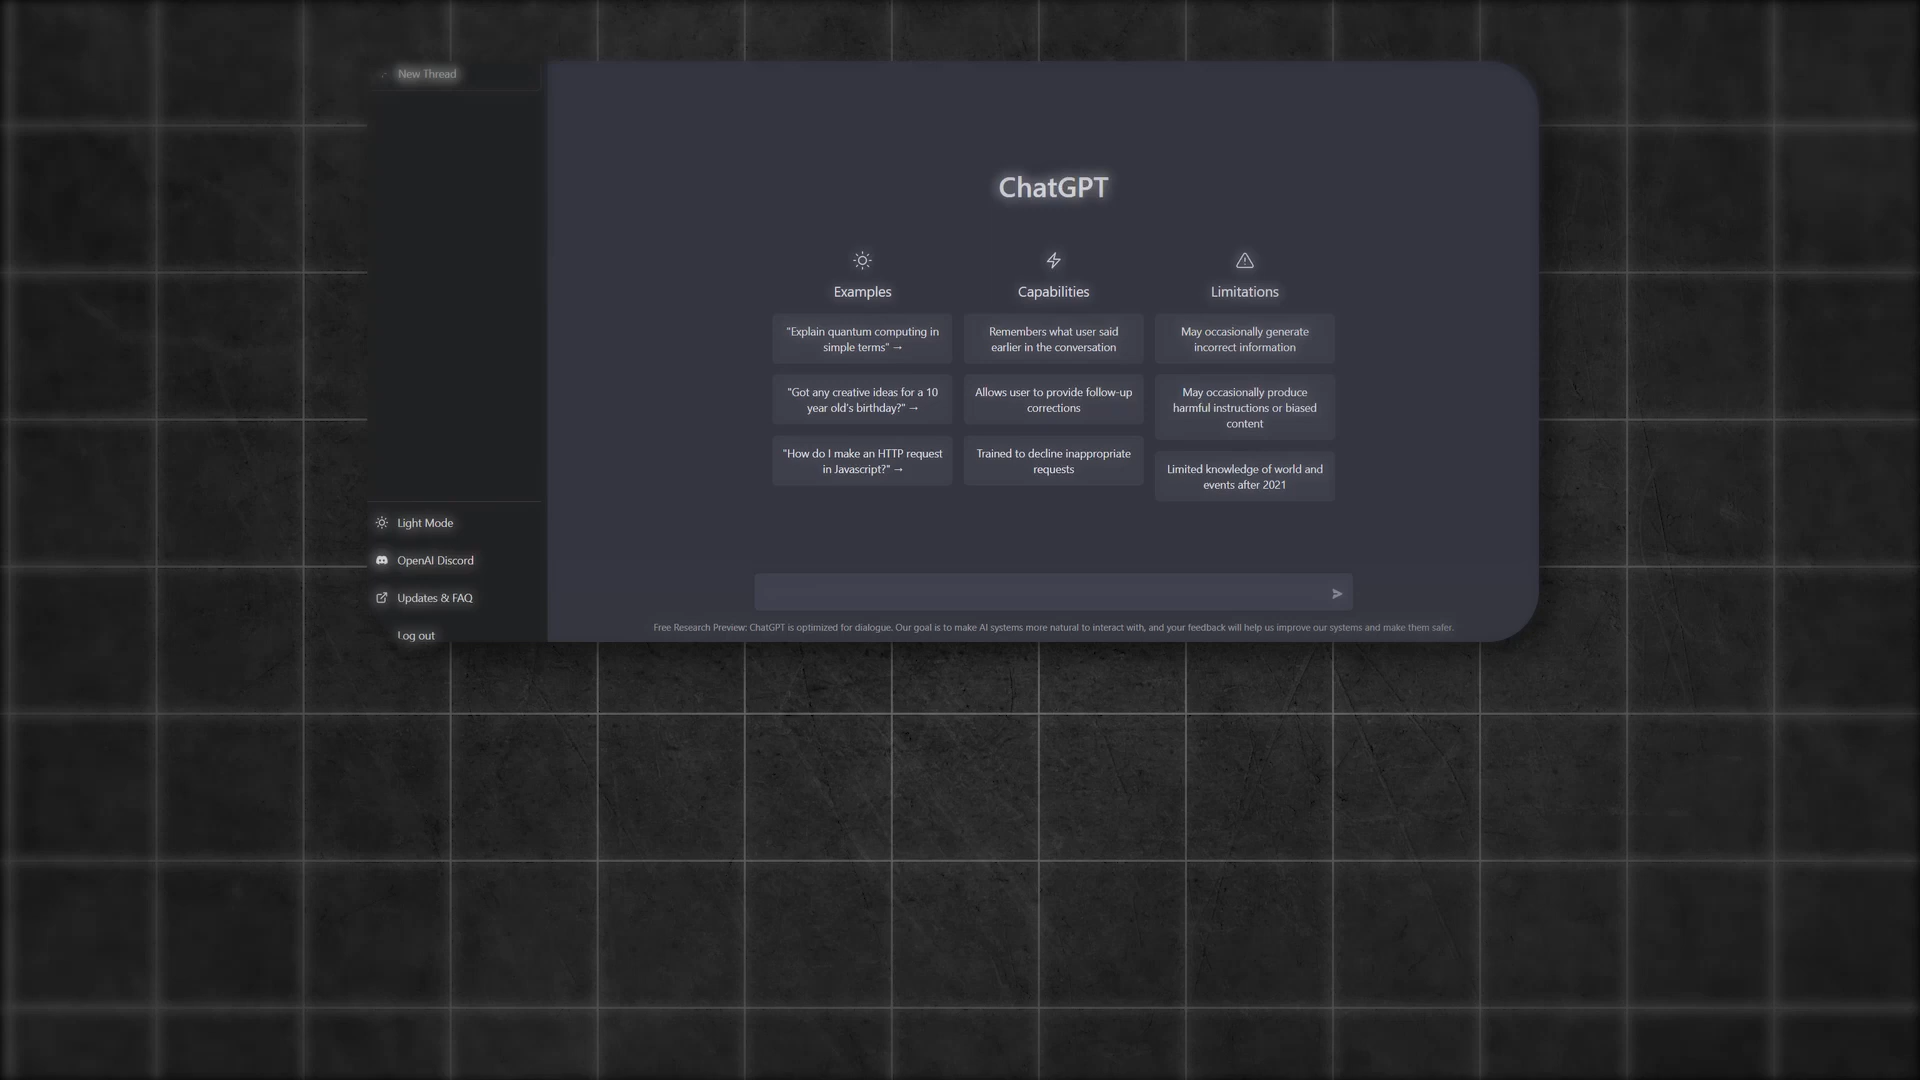 New Thread
Light Mode
OpenAI Discord
Updates & FAQ
Log out
ChatGPT
Examples
"Explain quantum computing in
simple terms" →
"Got any creative ideas for a 10
year old's birthday?" →
"How do I make an HTTP request
in Javascript?" →
Capabilities
Remembers what user said
earlier in the conversation
Allows user to provide follow-up
corrections
Trained to decline inappropriate
requests
Limitations
May occasionally generate
incorrect information
May occasionally produce
harmful instructions or biased
content
Limited knowledge of world and
events after 2021
Free Research Preview: ChatGPT is optimized for dialogue. Our goal is to make AI systems more natural to interact with, and your feedback will help us improve our systems and make them safer.